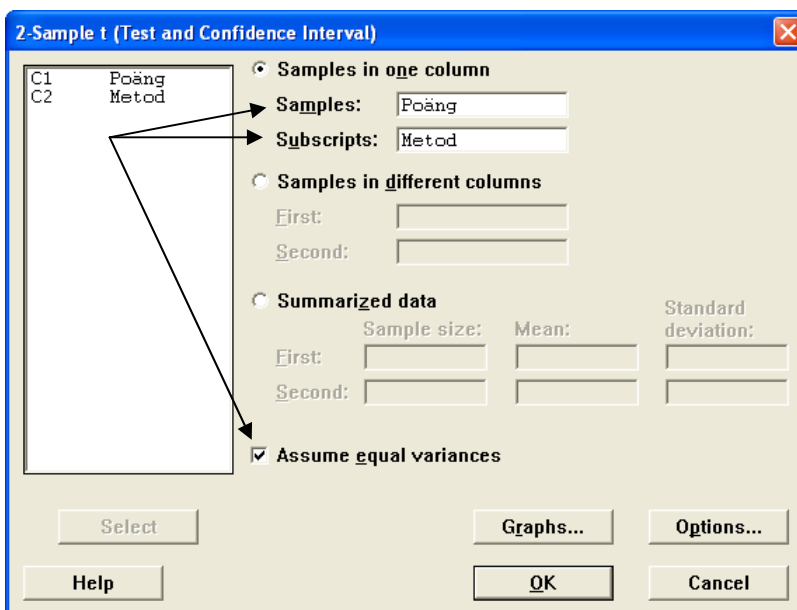 2-Sample t (Test and Confidence Interval)
C1 Poäng
C2 Metod
Samples in one column
Samples: Poäng
Subscripts: Metod
Samples in different columns
First:
Second:
Summarized data
Sample size: Mean: Standard deviation:
First:
Second:
Assume equal variances
Select
Graphs...
Options...
Help
OK
Cancel